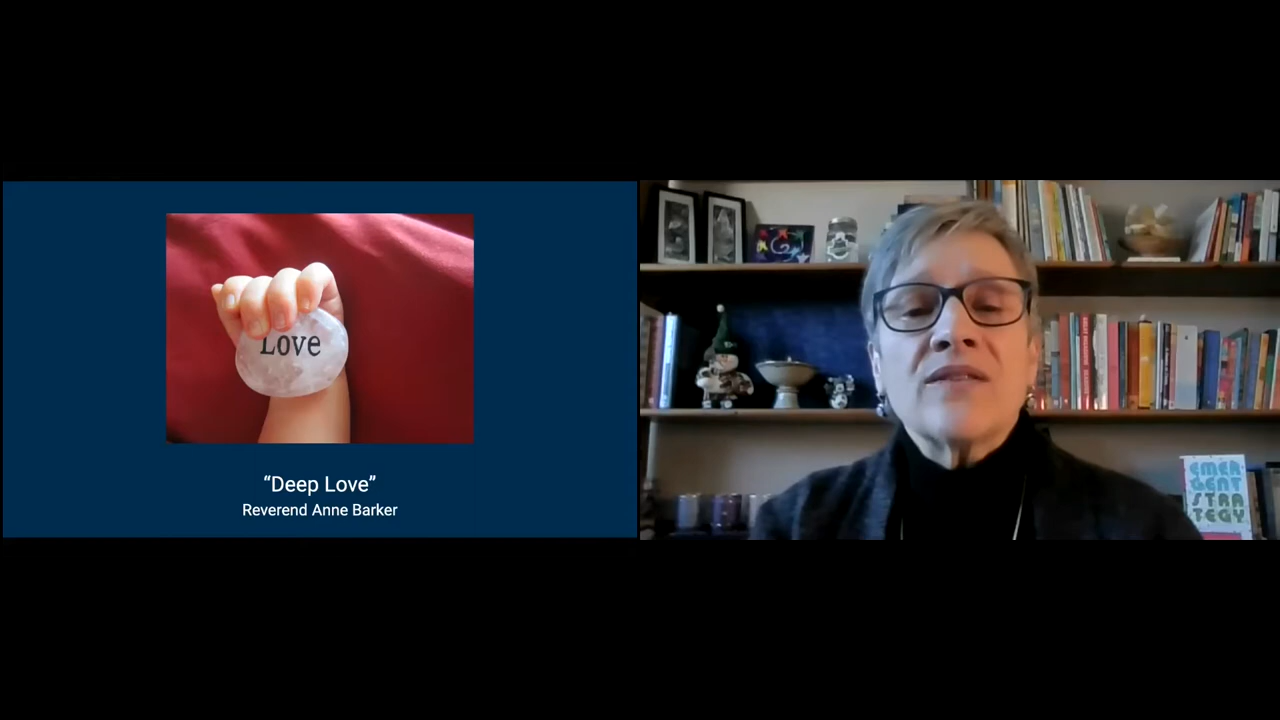 Love
“Deep Love”
Reverend Anne Barker
EMER
GENT
STRA
TEGY